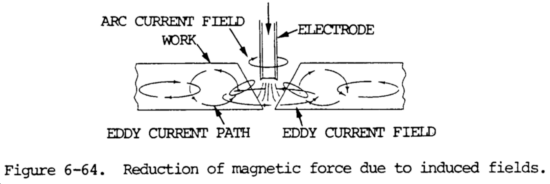 ARC CURRENT FIELD
WORK
ELECTRODE
EDDY CURRENT PATH
EDDY CURRENT FIELD
Figure 6-64. Reduction of magnetic force due to induced fields.